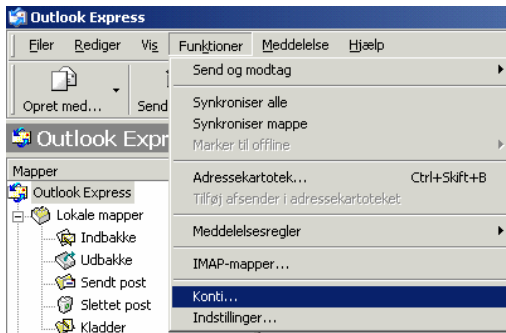 Outlook Express
Filer Rediger Vis Funktioner Meddelelse Hjælp
Send og modtag
Opret med... Send
Synkroniser alle
Synkroniser mappe
Marker til offline
Outlook Expr
Mapper
Adressekartotek... Ctrl+Skift+B
Tilføj afsender i adressekartoteket
Outlook Express
Lokale mapper
Indbakke
Udbakke
Sendt post
Slettet post
Kladder
Meddelelsesregler
IMAP-mapper...
Konti...
Indstillinger...